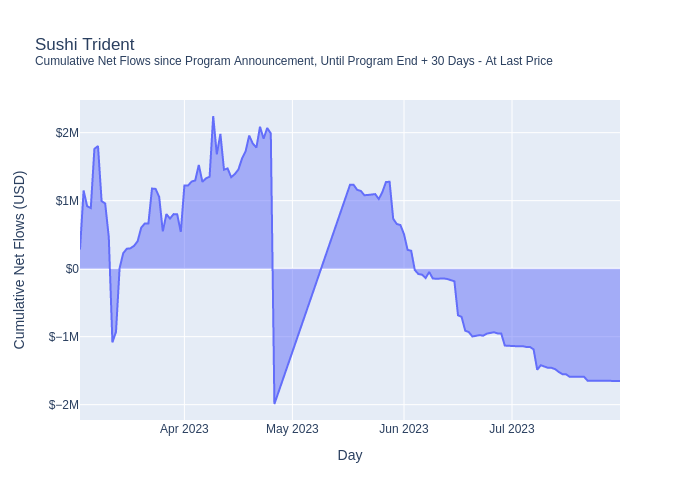 Sushi Trident
Cumulative Net Flows since Program Announcement, Until Program End + 30 Days - At Last Price
Cumulative Net Flows (USD)
$2M
$1M
$0
$−1M
$−2M
Apr 2023
May 2023
Jun 2023
Jul 2023
Day